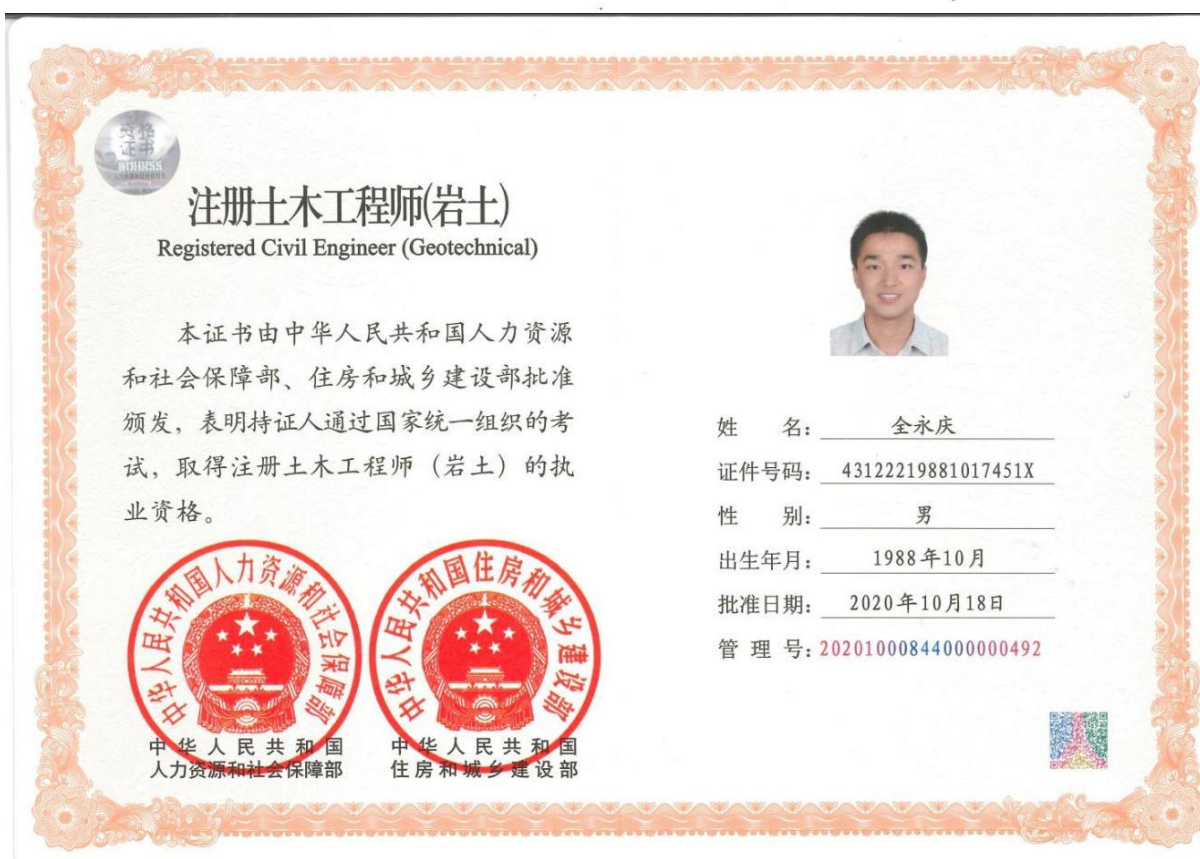 资格
证书
注册土木工程师(岩土)
Registered Civil Engineer (Geotechnical)
本证书由中华人民共和国人力资源
和社会保障部、住房和城乡建设部批准
颁发，表明持证人通过国家统一组织的考
试，取得注册土木工程师（岩土）的执
业资格。
中华人民共和国人力资源和社会保障部
中华人民共和国住房和城乡建设部
中华人民共和国
人力资源和社会保障部
中华人民共和国
住房和城乡建设部
姓 名：全永庆
证件号码：43122219881017451X
性 别：男
出生年月：1988年10月
批准日期：2020年10月18日
管 理 号：20201000844000000492